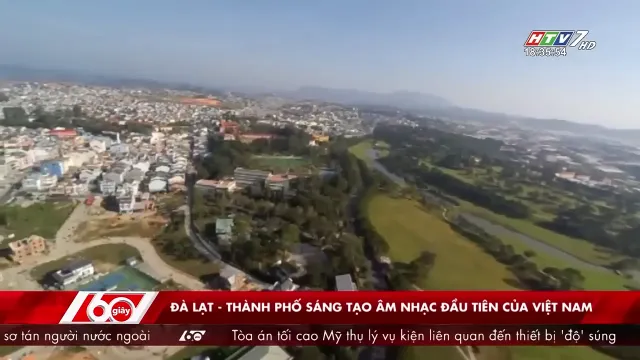 HTV7 HD
18:35:54
60 giây
ĐÀ LẠT - THÀNH PHỐ SÁNG TẠO ÂM NHẠC ĐẦU TIÊN CỦA VIỆT NAM
sơ tán người nước ngoài 60 Tòa án tối cao Mỹ thụ lý vụ kiện liên quan đến thiết bị 'độ' súng